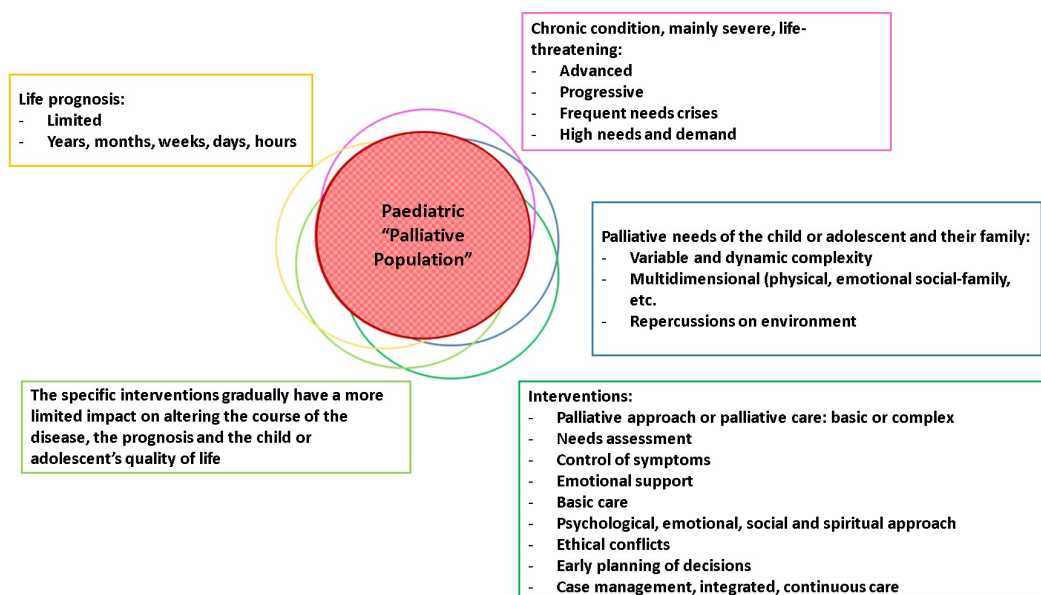 Chronic condition, mainly severe, life-
threatening:
- Advanced
- Progressive
- Frequent needs crises
- High needs and demand
Life prognosis:
- Limited
- Years, months, weeks, days, hours
Paediatric
“Palliative
Population”
Palliative needs of the child or adolescent and their family:
- Variable and dynamic complexity
- Multidimensional (physical, emotional social-family,
etc.
- Repercussions on environment
The specific interventions gradually have a more
limited impact on altering the course of the
disease, the prognosis and the child or
adolescent’s quality of life
Interventions:
- Palliative approach or palliative care: basic or complex
- Needs assessment
- Control of symptoms
- Emotional support
- Basic care
- Psychological, emotional, social and spiritual approach
- Ethical conflicts
- Early planning of decisions
- Case management, integrated, continuous care